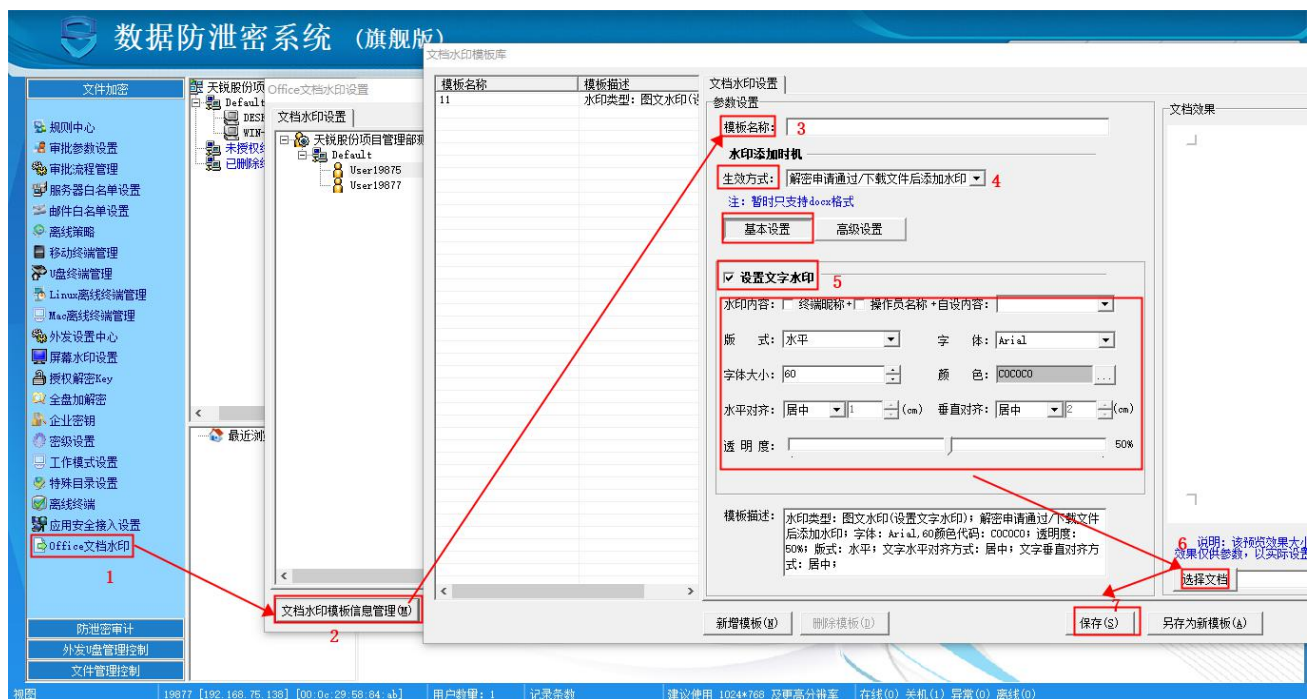 数据防泄密系统 (旗舰版)
文件加密
规则中心
审批参数设置
审批流程管理
服务器白名单设置
邮件白名单设置
离线策略
移动终端管理
U盘终端管理
Linux离线终端管理
Mac离线终端管理
外发设置中心
屏幕水印设置
授权解密Key
全盘加解密
企业密钥
密级设置
工作模式设置
特殊目录设置
离线终端
应用安全接入设置
Office文档水印
1
防泄密审计
外发U盘管理控制
文件管理控制
天锐股份项
Default
DESK
WIN-
未授权
已删除
最近浏
Office文档水印设置
文档水印设置
天锐股份项目管理部
Default
User19875
User19877
文档水印模板信息管理(M)
2
文档水印模板库
模板名称 模板描述
11 水印类型: 图文水印(设
文档水印设置
参数设置
模板名称: 3
水印添加时机
生效方式: 解密申请通过/下载文件后添加水印 4
注: 暂时只支持docx格式
基本设置 高级设置
设置文字水印 5
水印内容: 终端昵称+ 操作员名称 +自设内容:
版 式: 水平 字 体: Arial
字体大小: 60 颜 色: C0C0C0 ...
水平对齐: 居中 1 (cm) 垂直对齐: 居中 2 (cm)
透 明 度: 50%
模板描述: 水印类型: 图文水印(设置文字水印); 解密申请通过/下载文件
后添加水印; 字体: Arial,60颜色代码: C0C0C0; 透明度:
50%; 版式: 水平; 文字水平对齐方式: 居中; 文字垂直对齐方
式: 居中;
文档效果
6 说明: 该预览效果大小
效果仅供参数, 以实际设置
选择文档
7
新增模板(N) 删除模板(D) 保存(S) 另存为新模板(A)
视图 19877 [192.168.75.138] [00:0c:29:58:84:ab] 用户数量: 1 记录条数 建议使用 1024*768 及更高分辨率 在线(0) 关机(1) 异常(0) 离线(0)